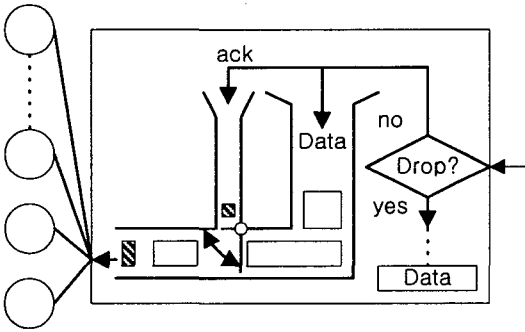 ack
no
Data
Drop?
yes
Data